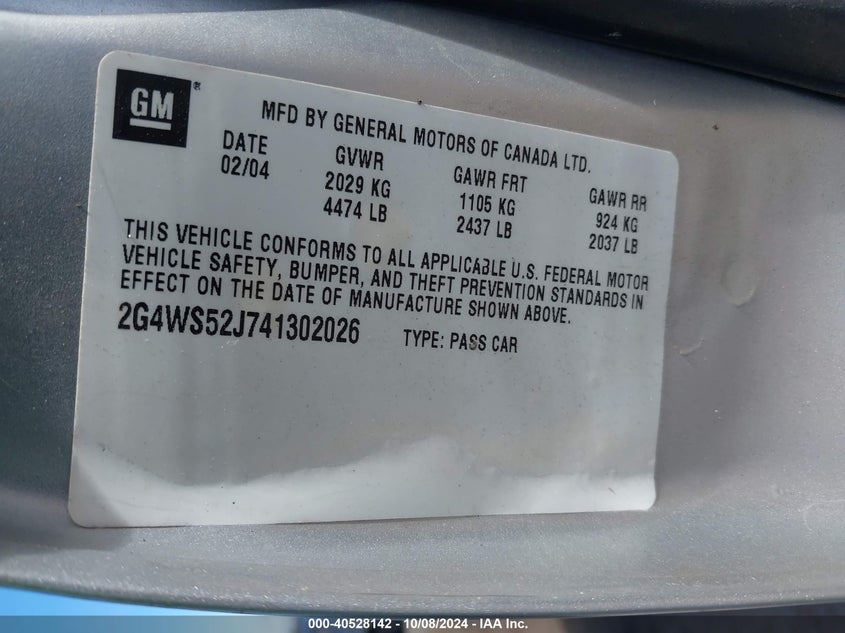 GM®
MFD BY GENERAL MOTORS OF CANADA LTD.
DATE GVWR GAWR FRT GAWR RR
02/04 2029 KG 1105 KG 924 KG
4474 LB 2437 LB 2037 LB
THIS VEHICLE CONFORMS TO ALL APPLICABLE U.S. FEDERAL MOTOR
VEHICLE SAFETY, BUMPER, AND THEFT PREVENTION STANDARDS IN
EFFECT ON THE DATE OF MANUFACTURE SHOWN ABOVE.
2G4WS52J741302026 TYPE: PASS CAR
000-40528142 - 10/08/2024 - IAA Inc.